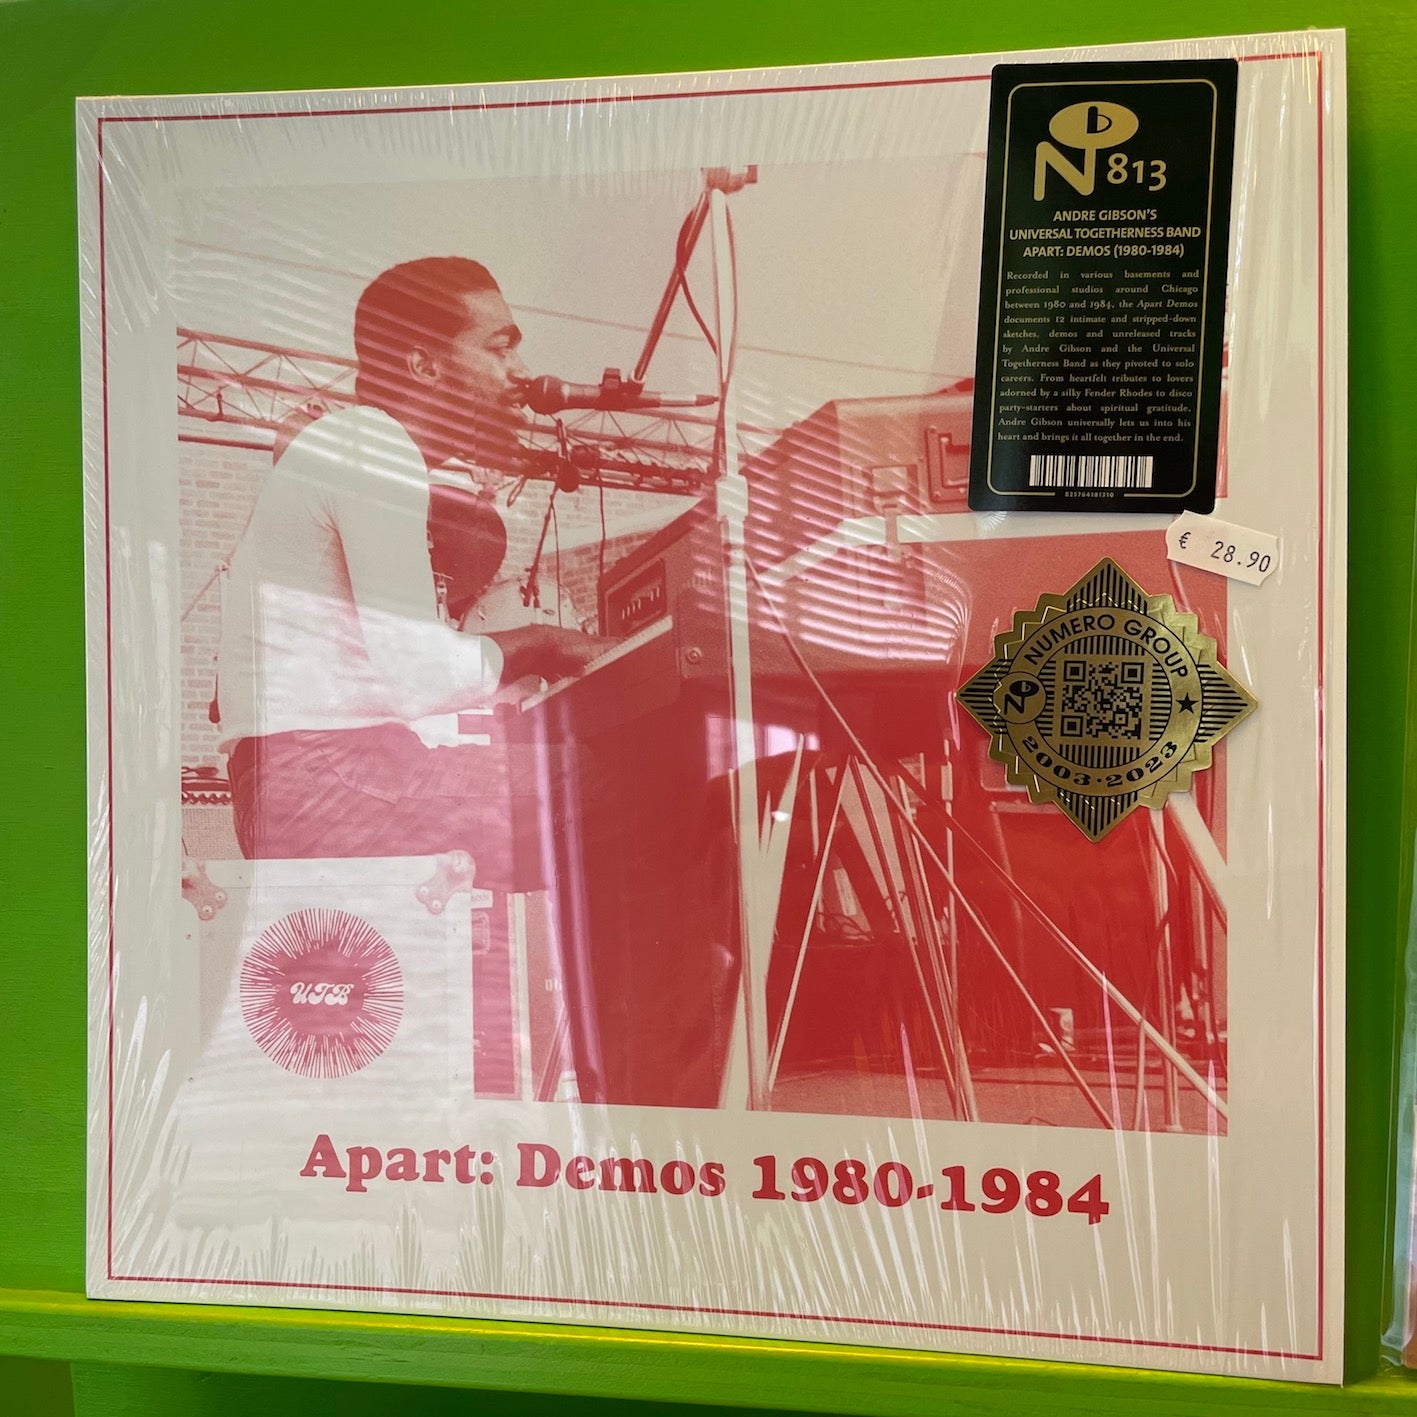 Nb 813
ANDRE GIBSON'S
UNIVERSAL TOGETHERNESS BAND
APART: DEMOS (1980-1984)
Recorded in various basements and
professional studios around Chicago
between 1980 and 1984, the Apart Demos
documents 12 intimate and stripped-down
sketches, demos and unreleased tracks
by Andre Gibson and the Universal
Togetherness Band as they pivoted to solo
careers. From heartfelt tributes to lovers
adorned by a silky Fender Rhodes to disco
party-starters about spiritual gratitude,
Andre Gibson universally lets us into his
heart and brings it all together in the end.
825764181310
€ 28.90
NUMERO GROUP
Nb
2003·2023
UTB
Apart: Demos 1980-1984